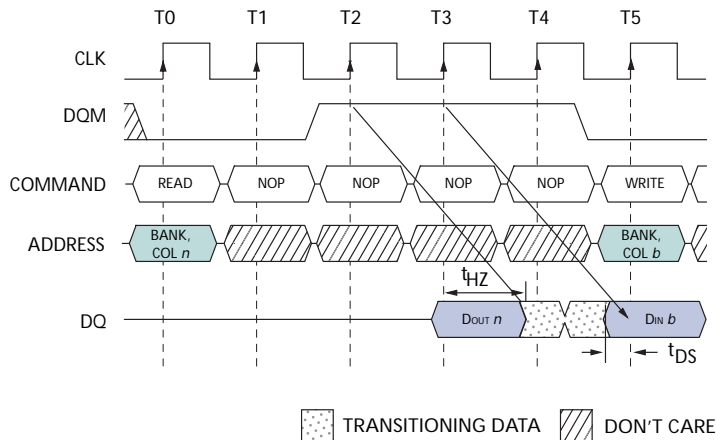 T0 T1 T2 T3 T4 T5
CLK
DQM
COMMAND READ NOP NOP NOP NOP WRITE
ADDRESS BANK, COL n BANK, COL b
tHZ
DQ DOUT n DIN b
tDS
TRANSITIONING DATA DON'T CARE